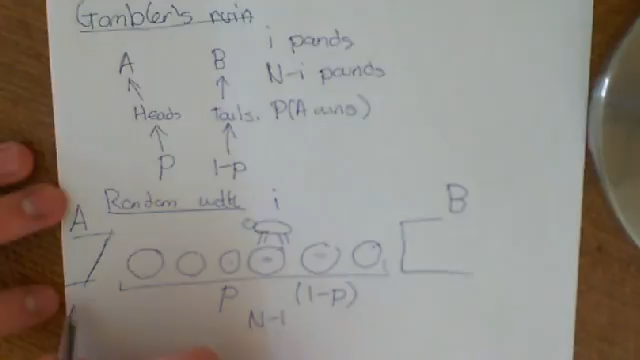 Gambler's ruin
A B i pounds
N-i pounds
Heads Tails. P(A wins)
P 1-p
Random walk i
A B
p (1-p)
N-1